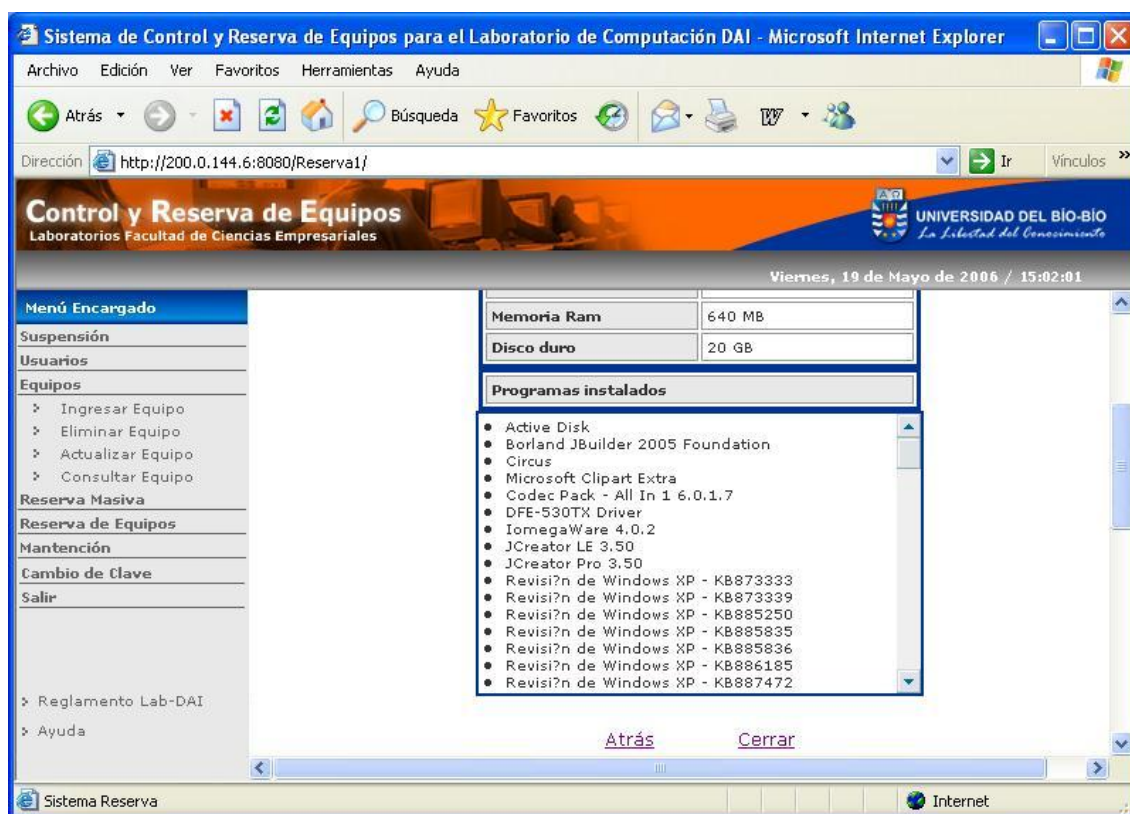 Sistema de Control y Reserva de Equipos para el Laboratorio de Computación DAI - Microsoft Internet Explorer
Archivo Edición Ver Favoritos Herramientas Ayuda
Atrás Búsqueda Favoritos
Dirección http://200.0.144.6:8080/Reserva1/ Ir Vínculos »
Control y Reserva de Equipos
Laboratorios Facultad de Ciencias Empresariales
UNIVERSIDAD DEL BÍO-BÍO
La Libertad del Conocimiento
Viernes, 19 de Mayo de 2006 / 15:02:01
Menú Encargado
Suspensión
Usuarios
Equipos
Ingresar Equipo
Eliminar Equipo
Actualizar Equipo
Consultar Equipo
Reserva Masiva
Reserva de Equipos
Mantención
Cambio de Clave
Salir
Reglamento Lab-DAI
Ayuda
Memoria Ram 640 MB
Disco duro 20 GB
Programas instalados
Active Disk
Borland JBuilder 2005 Foundation
Circus
Microsoft Clipart Extra
Codec Pack - All In 1 6.0.1.7
DFE-530TX Driver
IomegaWare 4.0.2
JCreator LE 3.50
JCreator Pro 3.50
Revisi?n de Windows XP - KB873333
Revisi?n de Windows XP - KB873339
Revisi?n de Windows XP - KB885250
Revisi?n de Windows XP - KB885835
Revisi?n de Windows XP - KB885836
Revisi?n de Windows XP - KB886185
Revisi?n de Windows XP - KB887472
Atrás Cerrar
Sistema Reserva Internet